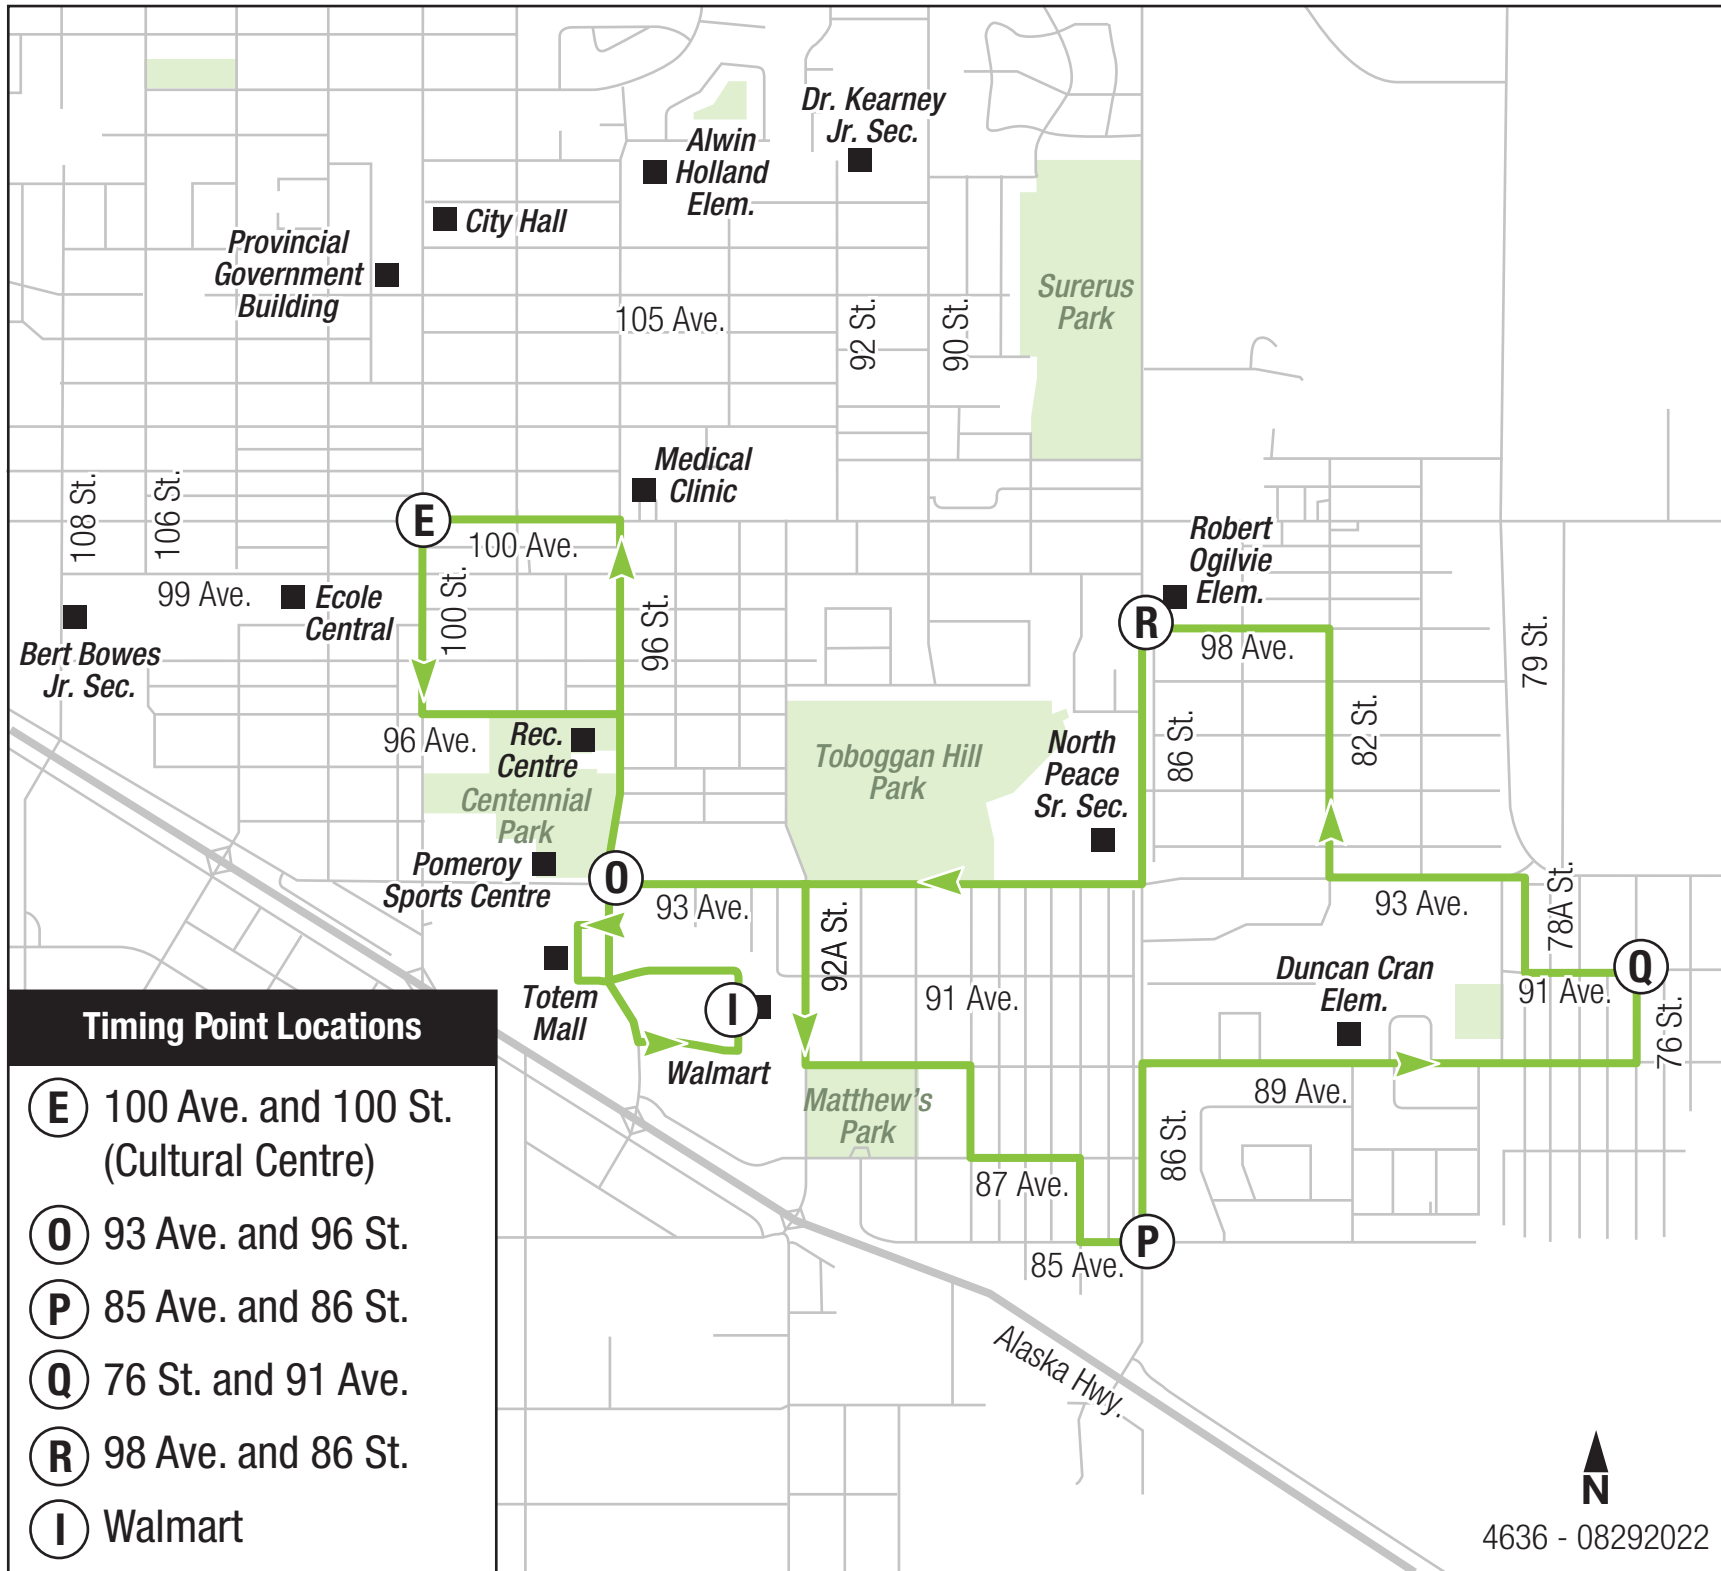 Dr. Kearney
Jr. Sec.
Alwin
Holland
Elem.
City Hall
Provincial
Government
Building
105 Ave.
92 St.
90 St.
Surerus
Park
Medical
Clinic
108 St.
106 St.
E
100 Ave.
99 Ave.
Ecole
Central
100 St.
96 St.
Bert Bowes
Jr. Sec.
Robert
Ogilvie
Elem.
R
98 Ave.
79 St.
96 Ave.
Rec.
Centre
Centennial
Park
Toboggan Hill
Park
North
Peace
Sr. Sec.
86 St.
82 St.
Pomeroy
Sports Centre
O
93 Ave.
92A St.
93 Ave.
78A St.
Totem
Mall
I
Walmart
91 Ave.
Duncan Cran
Elem.
91 Ave.
Q
76 St.
Matthew's
Park
89 Ave.
87 Ave.
86 St.
85 Ave.
P
Alaska Hwy.
Timing Point Locations
E 100 Ave. and 100 St.
(Cultural Centre)
O 93 Ave. and 96 St.
P 85 Ave. and 86 St.
Q 76 St. and 91 Ave.
R 98 Ave. and 86 St.
I Walmart
N
4636 - 08292022